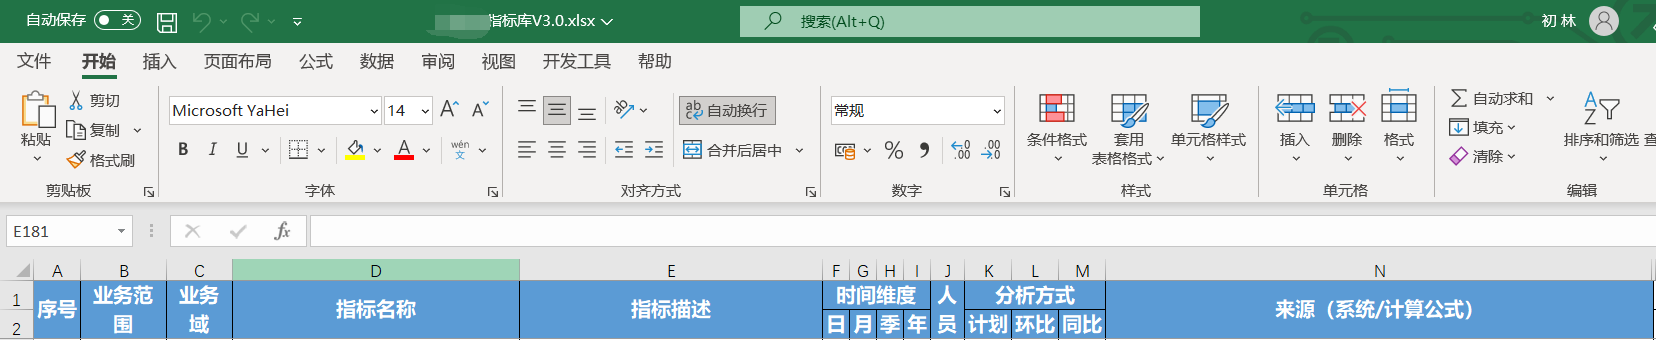 自动保存 关 指标库V3.0.xlsx 搜索(Alt+Q) 初 林
文件 开始 插入 页面布局 公式 数据 审阅 视图 开发工具 帮助
粘贴 剪切 复制 格式刷
剪贴板
Microsoft YaHei 14 A A
B I U A wén 文
字体
ab 自动换行
合并后居中
对齐方式
常规
% .00 .00
数字
条件格式 套用 表格格式 单元格样式
样式
插入 删除 格式
单元格
自动求和
填充
清除
排序和筛选 查
编辑
E181 fx
A B C D E F G H I J K L M N
1 序号 业务范围 业务域 指标名称 指标描述 时间维度 人员 分析方式 来源（系统/计算公式）
2 日 月 季 年 计划 环比 同比